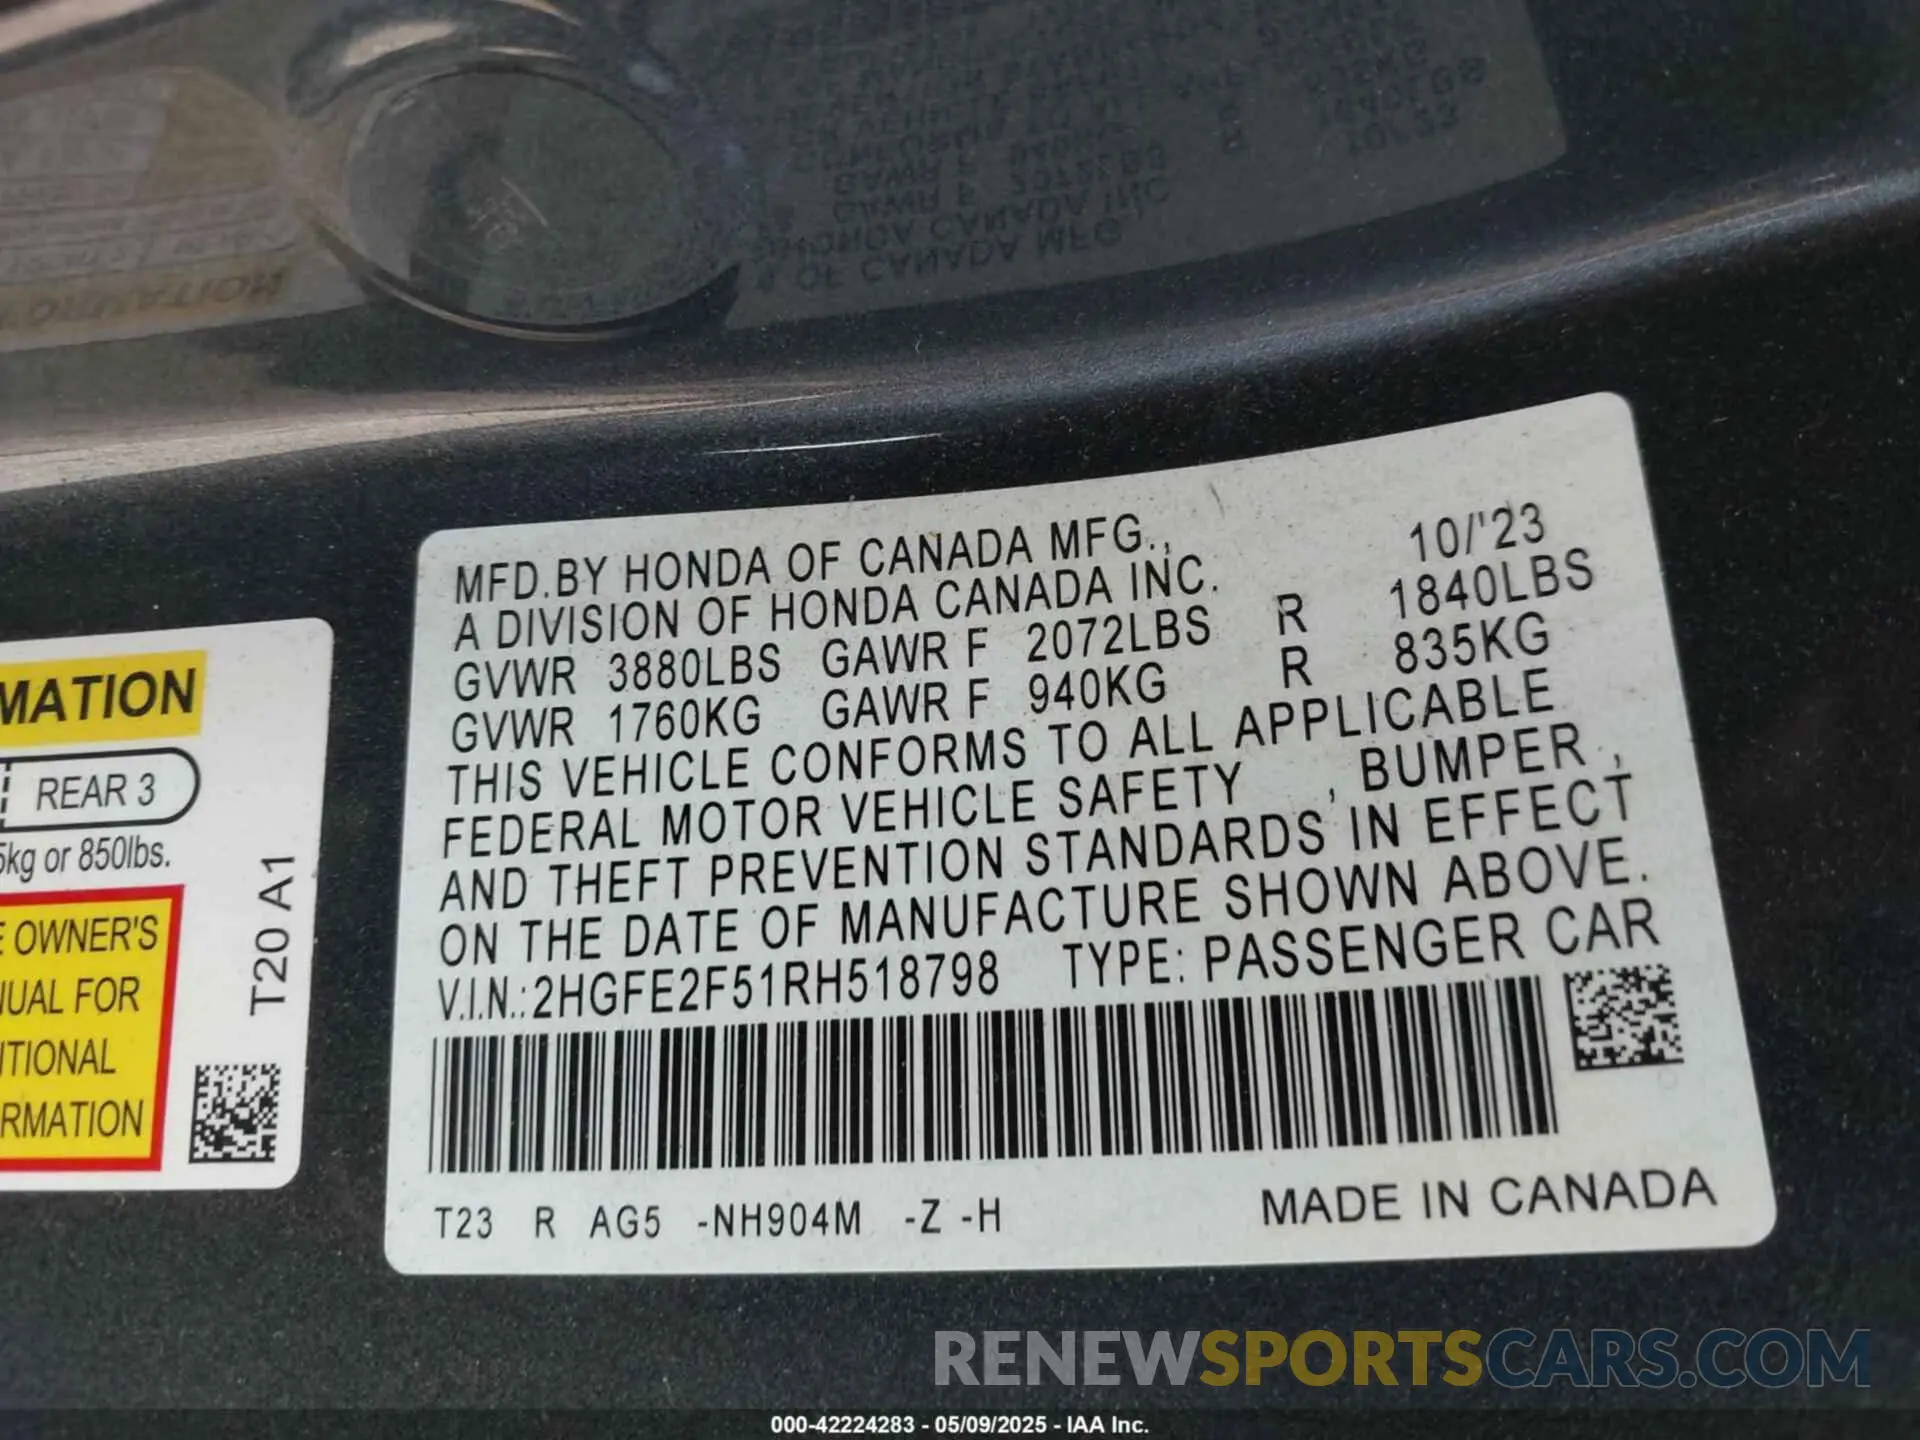 MFD.BY HONDA OF CANADA MFG., 10/'23
A DIVISION OF HONDA CANADA INC.
GVWR 3880LBS GAWR F 2072LBS R 1840LBS
GVWR 1760KG GAWR F 940KG R 835KG
THIS VEHICLE CONFORMS TO ALL APPLICABLE
FEDERAL MOTOR VEHICLE SAFETY , BUMPER ,
AND THEFT PREVENTION STANDARDS IN EFFECT
ON THE DATE OF MANUFACTURE SHOWN ABOVE.
V.I.N.:2HGFE2F51RH518798 TYPE: PASSENGER CAR
T23 R AG5 -NH904M -Z -H MADE IN CANADA
MATION
REAR 3
5kg or 850lbs.
E OWNER'S
NUAL FOR
ITIONAL
RMATION
T20 A1
RENEWSPORTSCARS.COM
000-42224283 - 05/09/2025 - IAA Inc.